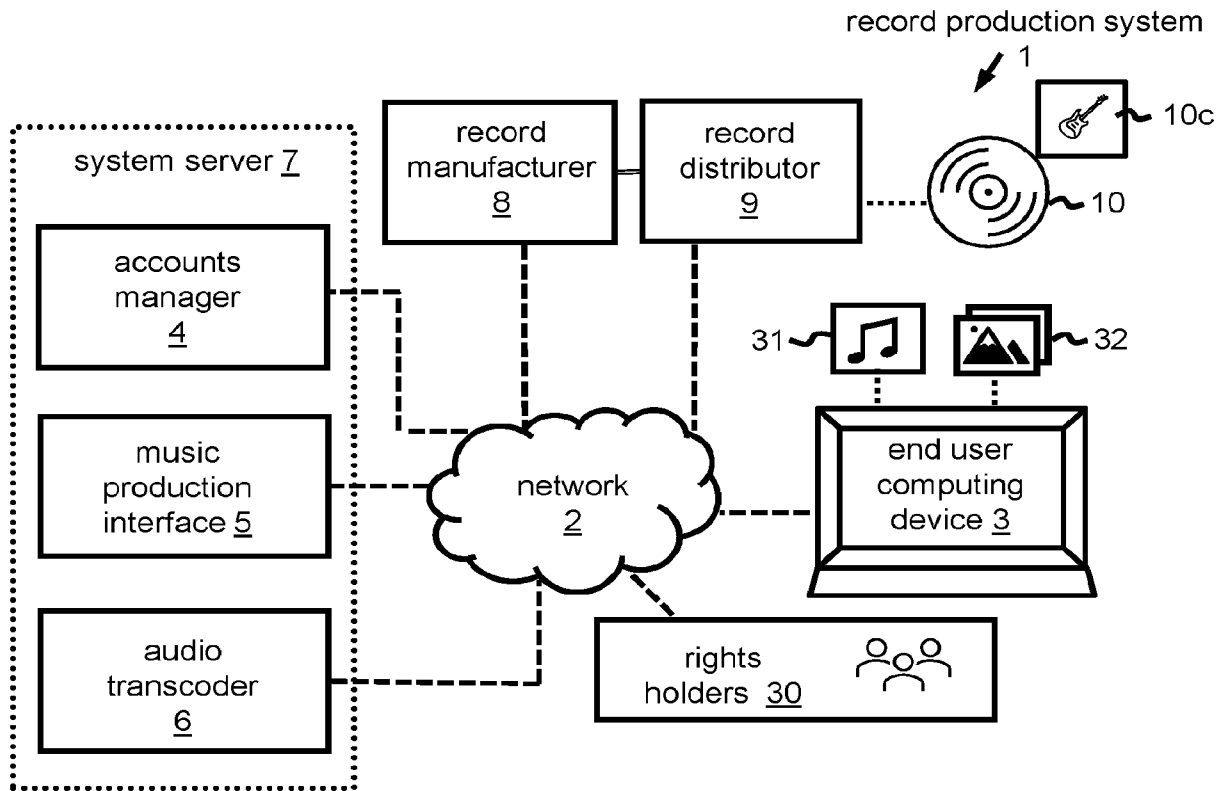 record production system
1
10c
record
manufacturer
8
record
distributor
9
10
system server 7
accounts
manager
4
31
32
music
production
interface 5
network
2
end user
computing
device 3
audio
transcoder
6
rights
holders 30